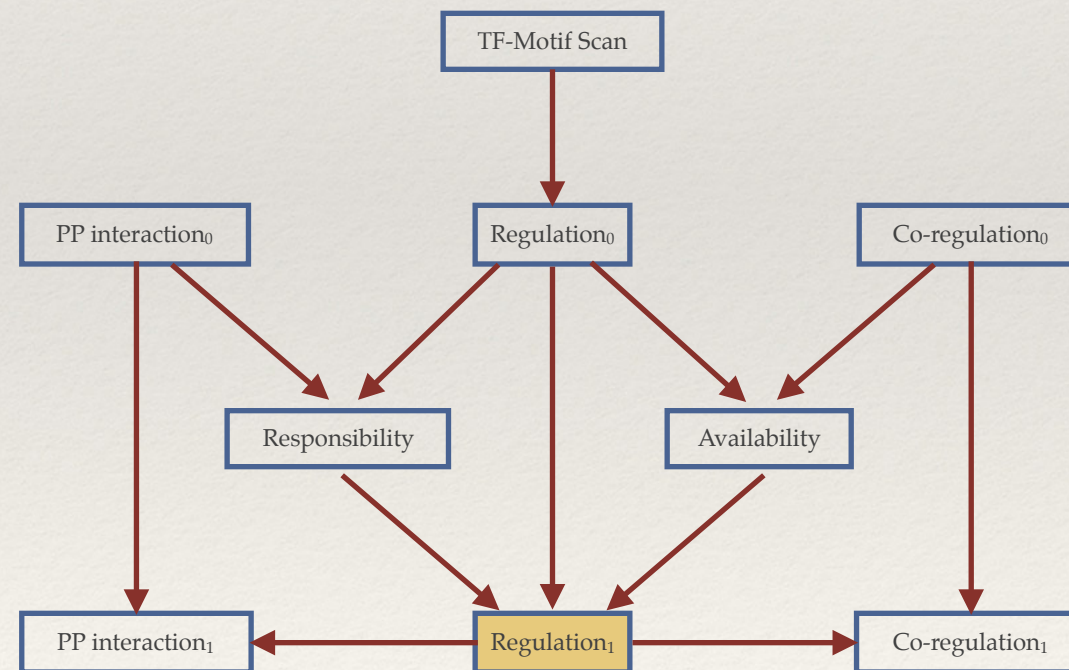 TF-Motif Scan
PP interaction₀
Regulation₀
Co-regulation₀
Responsibility
Availability
PP interaction₁
Regulation₁
Co-regulation₁